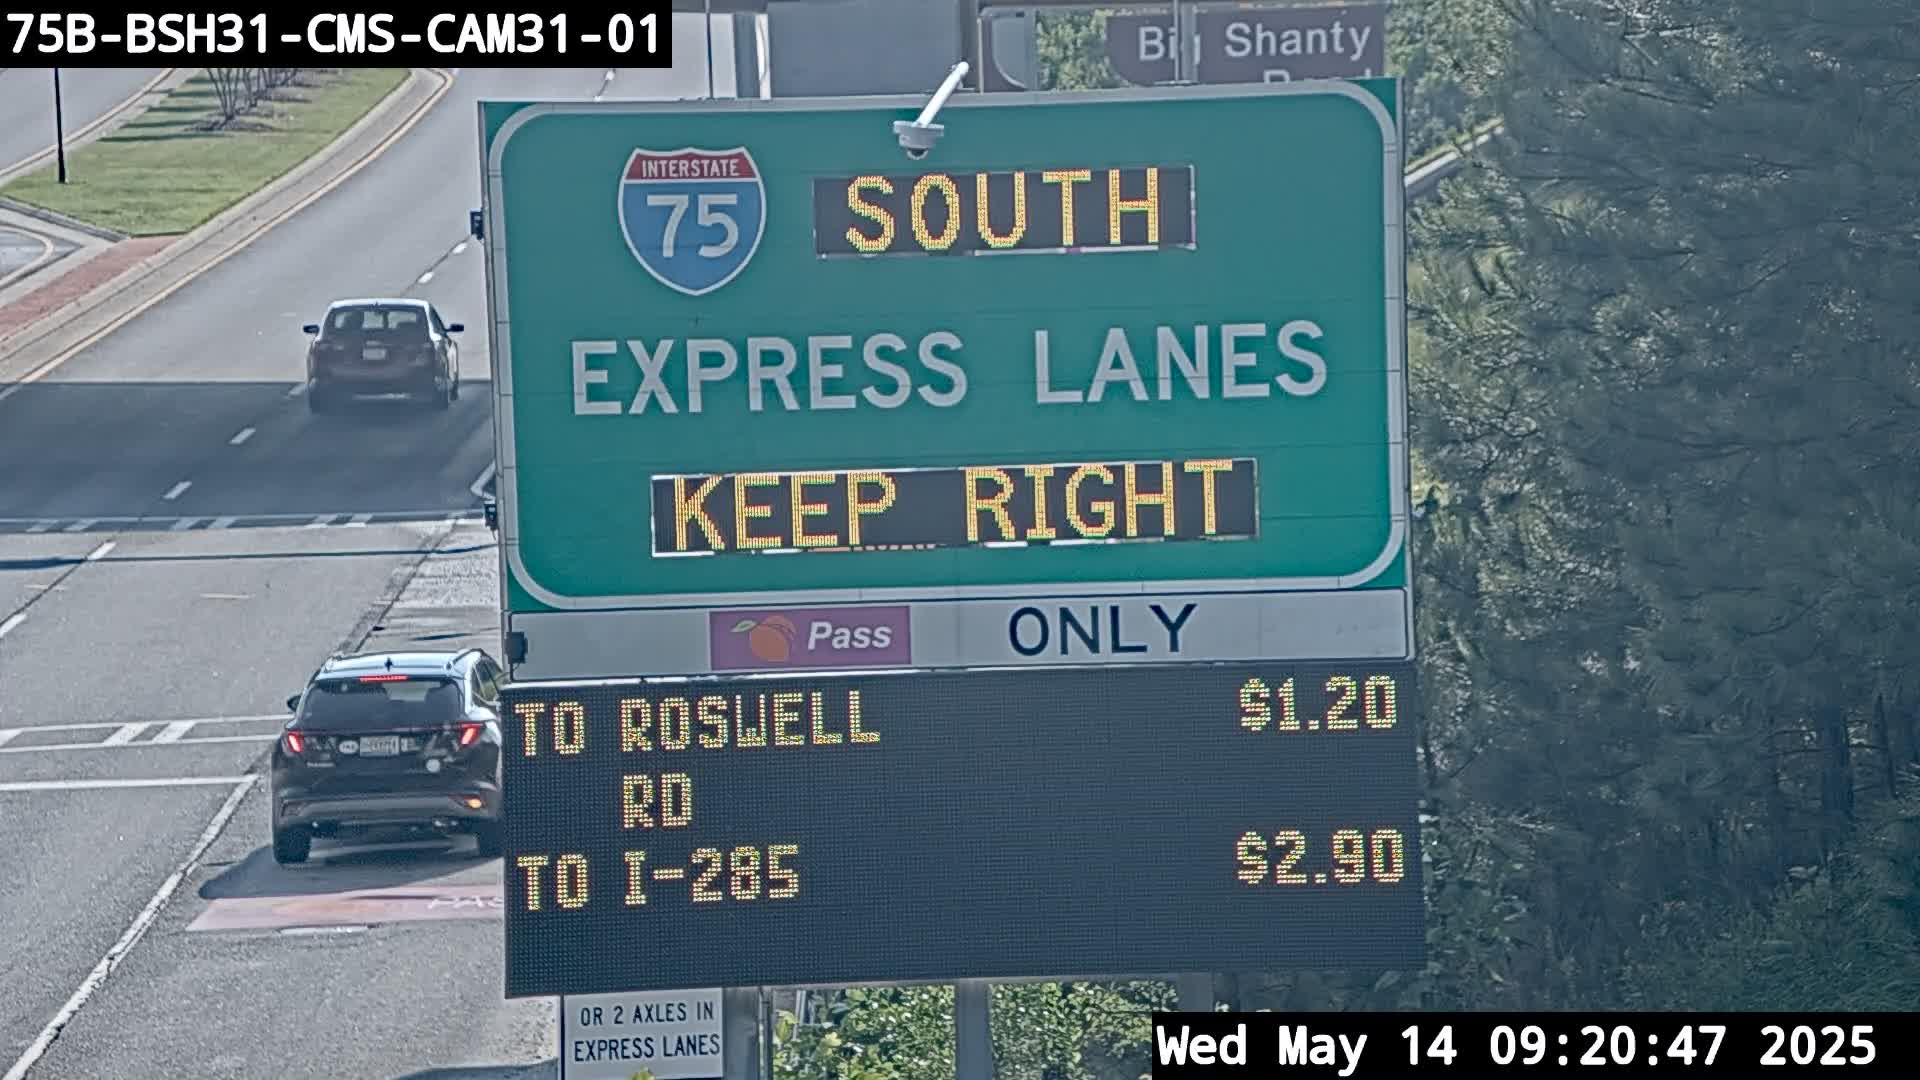 75B-BSH31-CMS-CAM31-01
Big Shanty
INTERSTATE
75
SOUTH
EXPRESS LANES
KEEP RIGHT
Pass
ONLY
TO ROSWELL $1.20
RD
TO I-285 $2.90
OR 2 AXLES IN
EXPRESS LANES
Wed May 14 09:20:47 2025